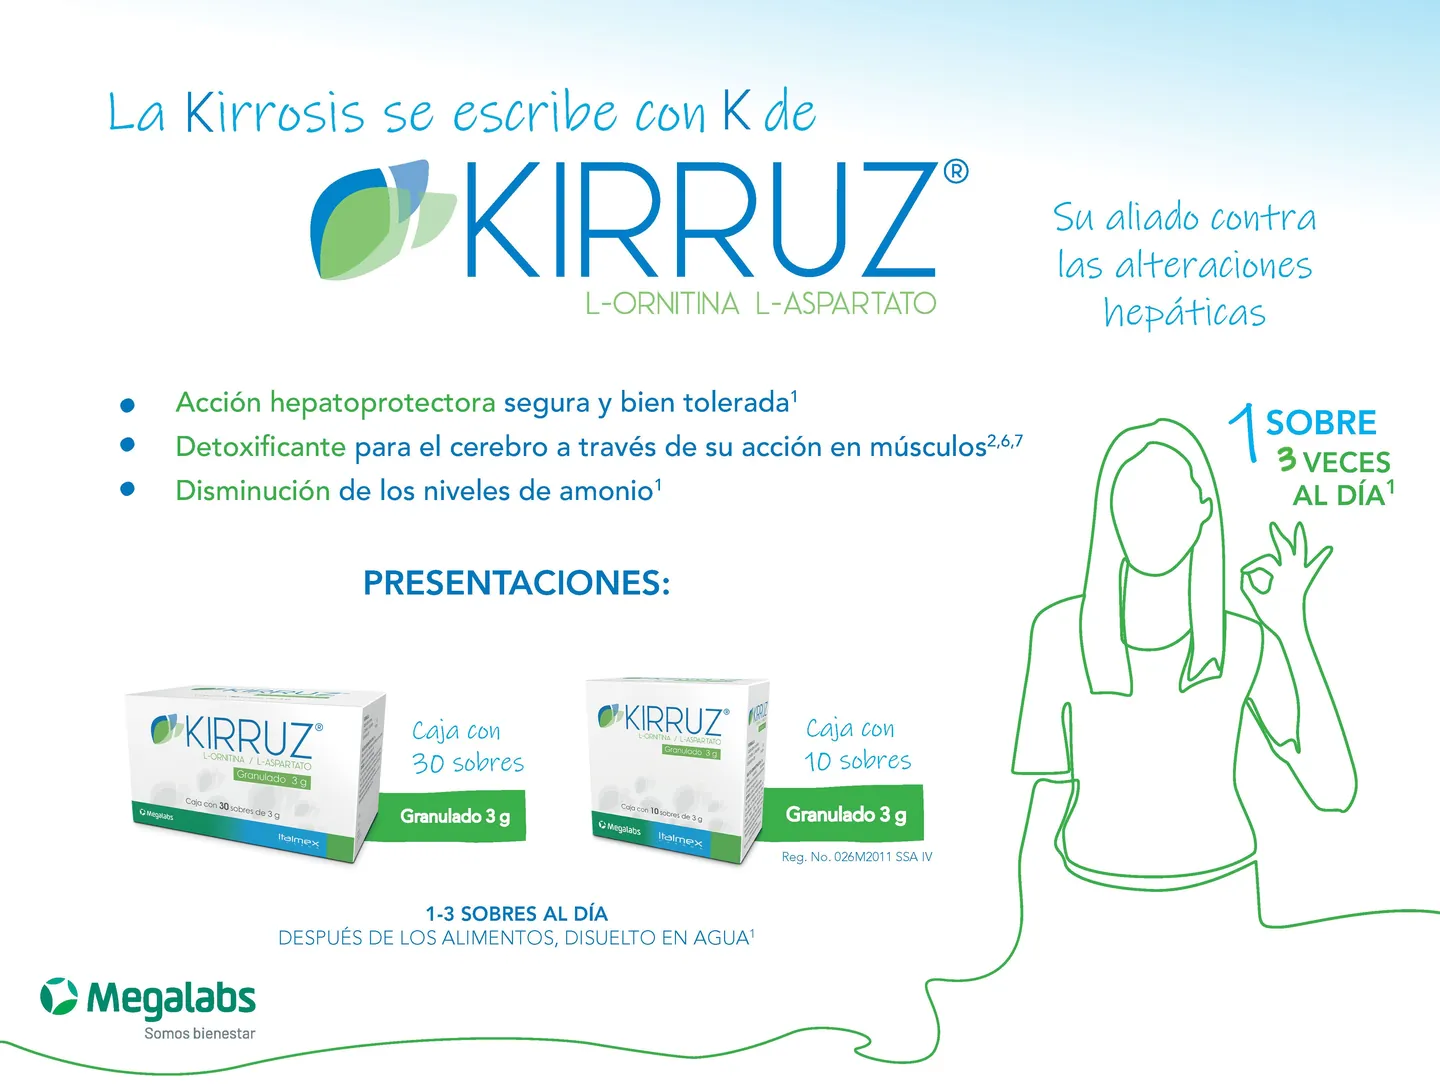 La Kirrosis se escribe con K de
KIRRUZ®
L-ORNITINA L-ASPARTATO
Su aliado contra
las alteraciones
hepáticas
• Acción hepatoprotectora segura y bien tolerada¹
• Detoxificante para el cerebro a través de su acción en músculos²,⁶,⁷
• Disminución de los niveles de amonio¹
1 SOBRE
3 VECES
AL DÍA¹
PRESENTACIONES:
KIRRUZ
KIRRUZ®
L-ORNITINA / L-ASPARTATO
Granulado 3 g
Caja con 30 sobres de 3 g
Megalabs
Italmex
Caja con
30 sobres
Granulado 3 g
KIRRUZ®
L-ORNITINA / L-ASPARTATO
Granulado 3 g
Caja con 10 sobres de 3 g
Megalabs
Italmex
KIRRUZ
Caja con
10 sobres
Granulado 3 g
Reg. No. 026M2011 SSA IV
1-3 SOBRES AL DÍA
DESPUÉS DE LOS ALIMENTOS, DISUELTO EN AGUA¹
Megalabs
Somos bienestar